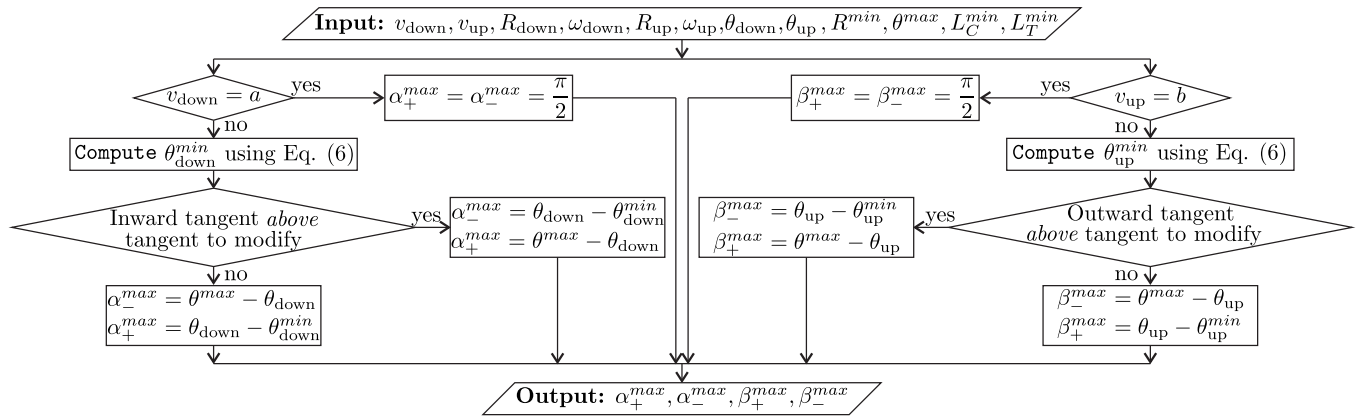 Input: v_down, v_up, R_down, ω_down, R_up, ω_up, θ_down, θ_up, R^min, θ^max, L_C^min, L_T^min
v_down = a
yes
α_+^max = α_-^max = π/2
β_+^max = β_-^max = π/2
yes
v_up = b
no
no
Compute θ_down^min using Eq. (6)
Compute θ_up^min using Eq. (6)
Inward tangent above
tangent to modify
yes
α_-^max = θ_down − θ_down^min
α_+^max = θ^max − θ_down
β_-^max = θ_up − θ_up^min
β_+^max = θ^max − θ_up
yes
Outward tangent
above tangent to modify
no
no
α_-^max = θ^max − θ_down
α_+^max = θ_down − θ_down^min
β_-^max = θ^max − θ_up
β_+^max = θ_up − θ_up^min
Output: α_+^max, α_-^max, β_+^max, β_-^max